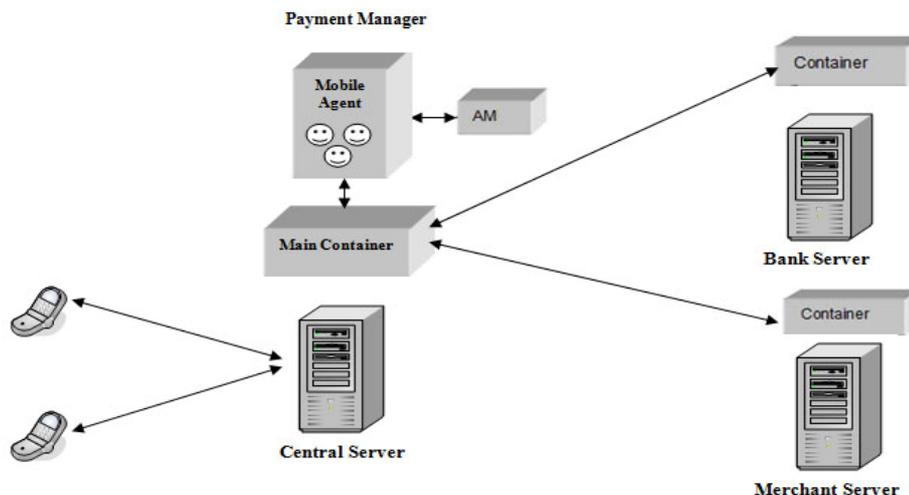 Payment Manager
Mobile
Agent
AM
Container
Main Container
Bank Server
Container
Central Server
Merchant Server